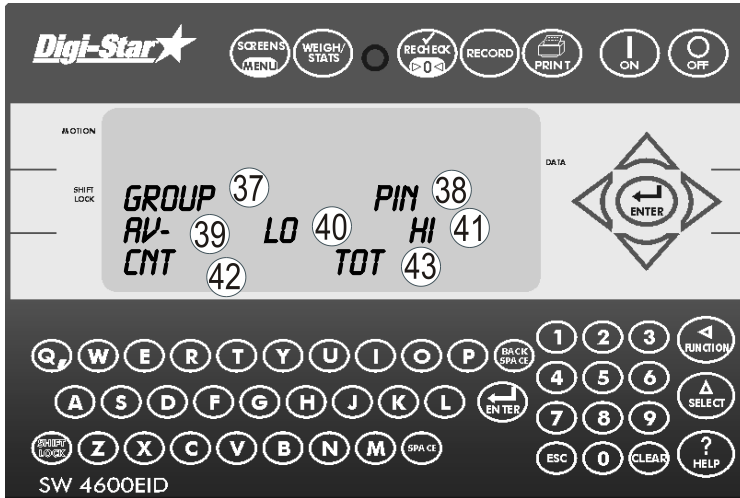 Digi-Star
SCREENS MENU
WEIGH/ STATS
RECHECK >0<
RECORD
PRINT
ON
OFF
MOTION
DATA
SHIFT LOCK
GROUP 37 PIN 38
AV- 39 LO 40 HI 41
CNT 42 TOT 43
ENTER
Q, W E R T Y U I O P BACK SPACE
1 2 3 FUNCTION
A S D F G H J K L ENTER
4 5 6 SELECT
7 8 9
SHIFT LOCK Z X C V B N M SPACE
ESC 0 CLEAR ? HELP
SW 4600EID